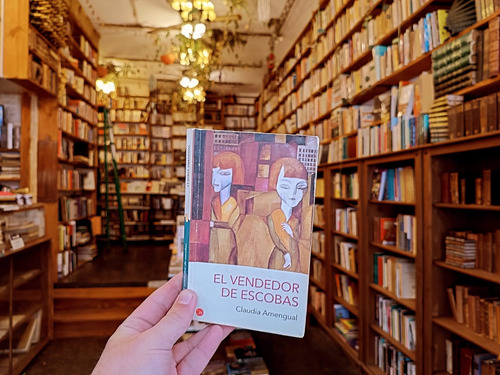 EL VENDEDOR
DE ESCOBAS
Claudia Amengual